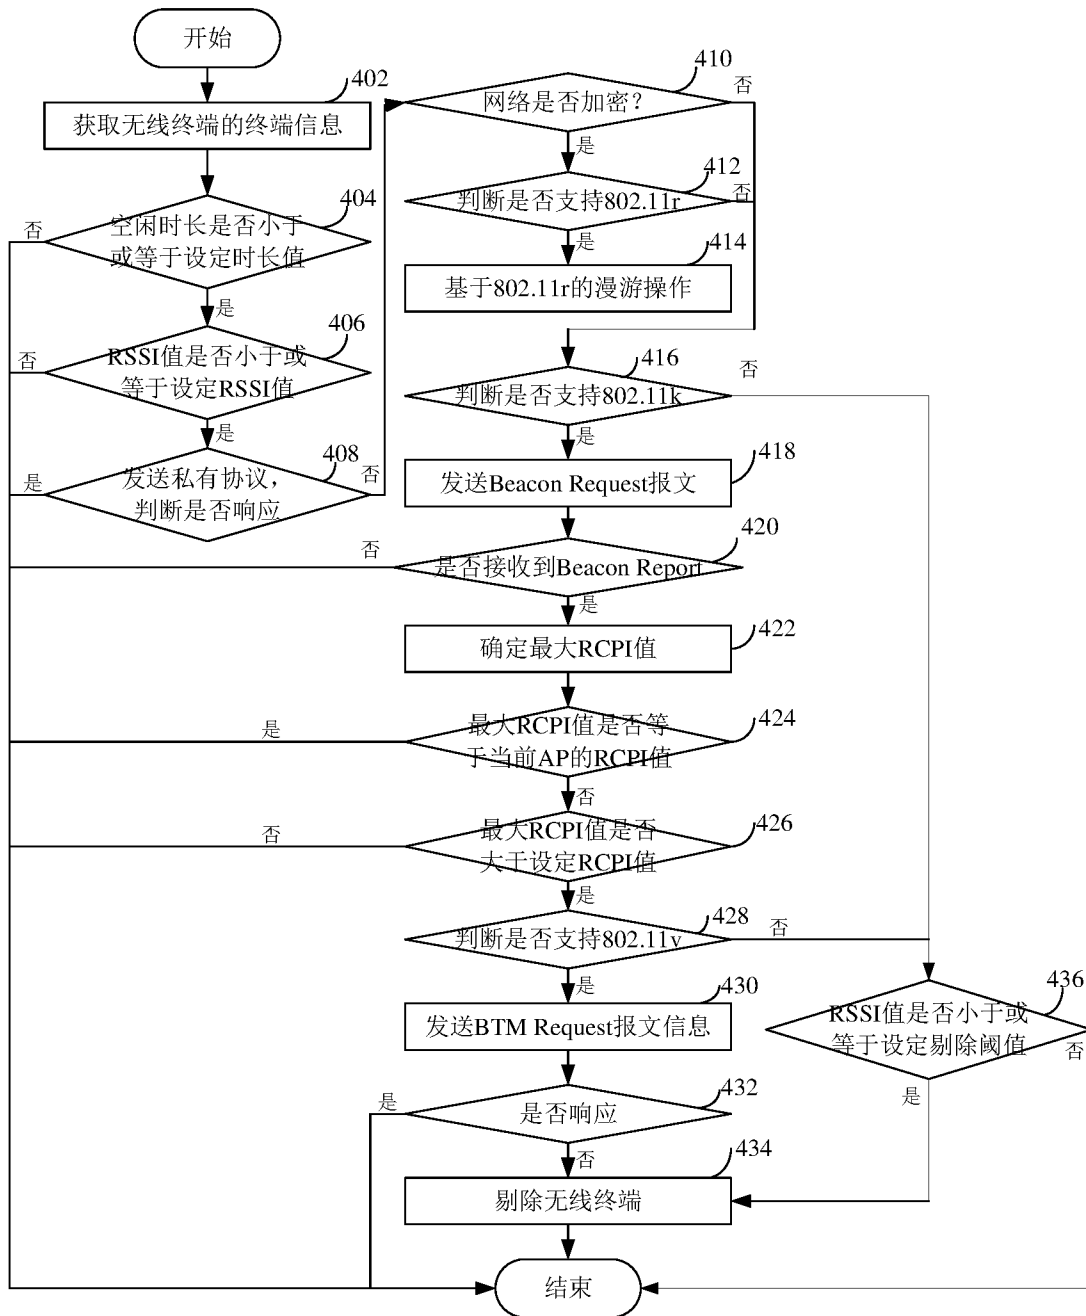 开始
402
获取无线终端的终端信息
404
空闲时长是否小于
或等于设定时长值
否
是
406
RSSI值是否小于或
等于设定RSSI值
否
是
408
发送私有协议，
判断是否响应
是
否
410
网络是否加密？
否
是
412
判断是否支持802.11r
否
是
414
基于802.11r的漫游操作
416
判断是否支持802.11k
否
是
418
发送Beacon Request报文
420
是否接收到Beacon Report
否
是
422
确定最大RCPI值
424
最大RCPI值是否等
于当前AP的RCPI值
是
否
426
最大RCPI值是否
大于设定RCPI值
否
是
428
判断是否支持802.11v
否
是
430
发送BTM Request报文信息
432
是否响应
是
否
434
剔除无线终端
436
RSSI值是否小于或
等于设定剔除阈值
否
是
结束